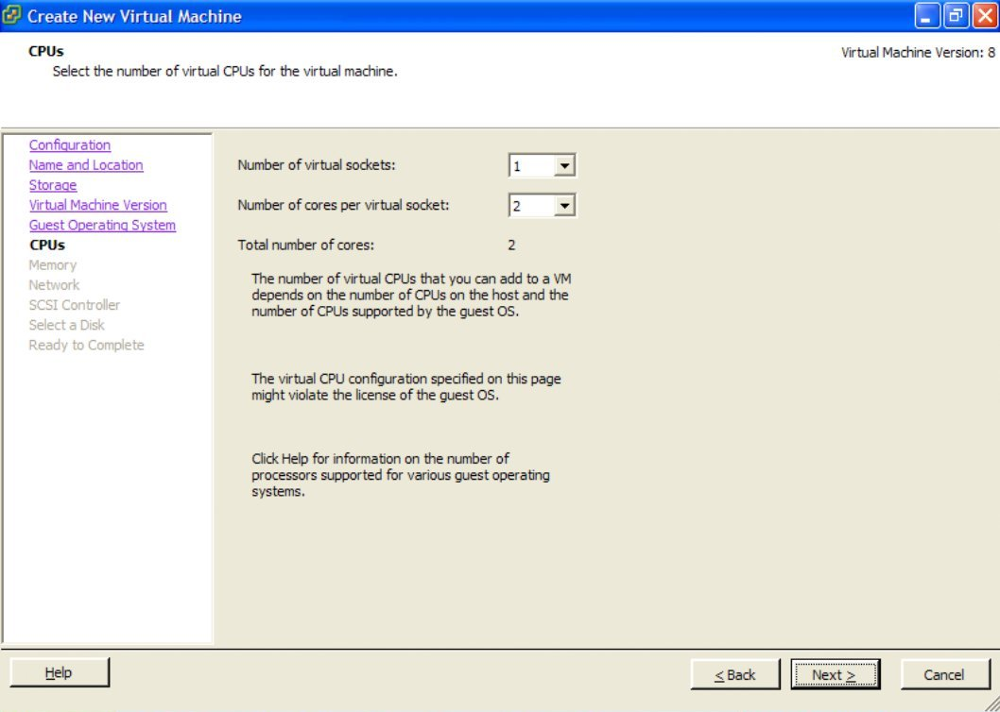 Create New Virtual Machine
CPUs
Select the number of virtual CPUs for the virtual machine.
Virtual Machine Version: 8
Configuration
Name and Location
Storage
Virtual Machine Version
Guest Operating System
CPUs
Memory
Network
SCSI Controller
Select a Disk
Ready to Complete
Number of virtual sockets: 1
Number of cores per virtual socket: 2
Total number of cores: 2
The number of virtual CPUs that you can add to a VM
depends on the number of CPUs on the host and the
number of CPUs supported by the guest OS.
The virtual CPU configuration specified on this page
might violate the license of the guest OS.
Click Help for information on the number of
processors supported for various guest operating
systems.
Help
< Back
Next >
Cancel